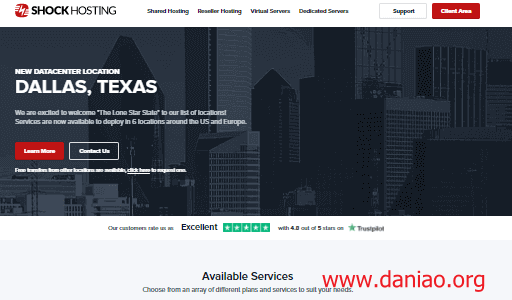 SHOCK HOSTING
Shared Hosting Reseller Hosting Virtual Servers Dedicated Servers Support Client Area
NEW DATACENTER LOCATION
DALLAS, TEXAS
We are excited to welcome "The Lone Star State" to our list of locations!
Services are now available to deploy in 6 locations around the US and Europe.
Learn More Contact Us
Free transfers from other locations are available, click here to request one.
Our customers rate us as Excellent with 4.8 out of 5 stars on Trustpilot
Available Services
Choose from an array of different plans and services to suit your needs.
www.daniao.org